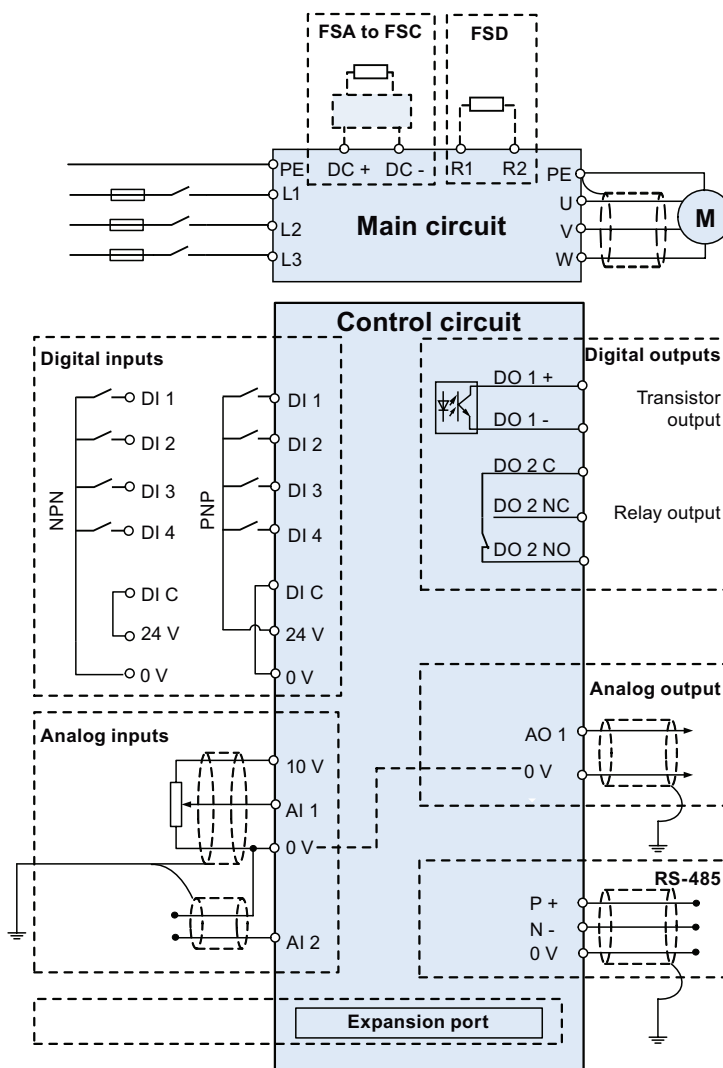 FSA to FSC
FSD
PE
DC +
DC -
R1
R2
PE
L1
L2
L3
Main circuit
U
V
W
M
Control circuit
Digital inputs
NPN
DI 1
DI 2
DI 3
DI 4
DI C
24 V
0 V
PNP
DI 1
DI 2
DI 3
DI 4
DI C
24 V
0 V
Digital outputs
DO 1 +
DO 1 -
Transistor
output
DO 2 C
DO 2 NC
DO 2 NO
Relay output
Analog inputs
10 V
AI 1
0 V
AI 2
Analog output
AO 1
0 V
RS-485
P +
N -
0 V
Expansion port